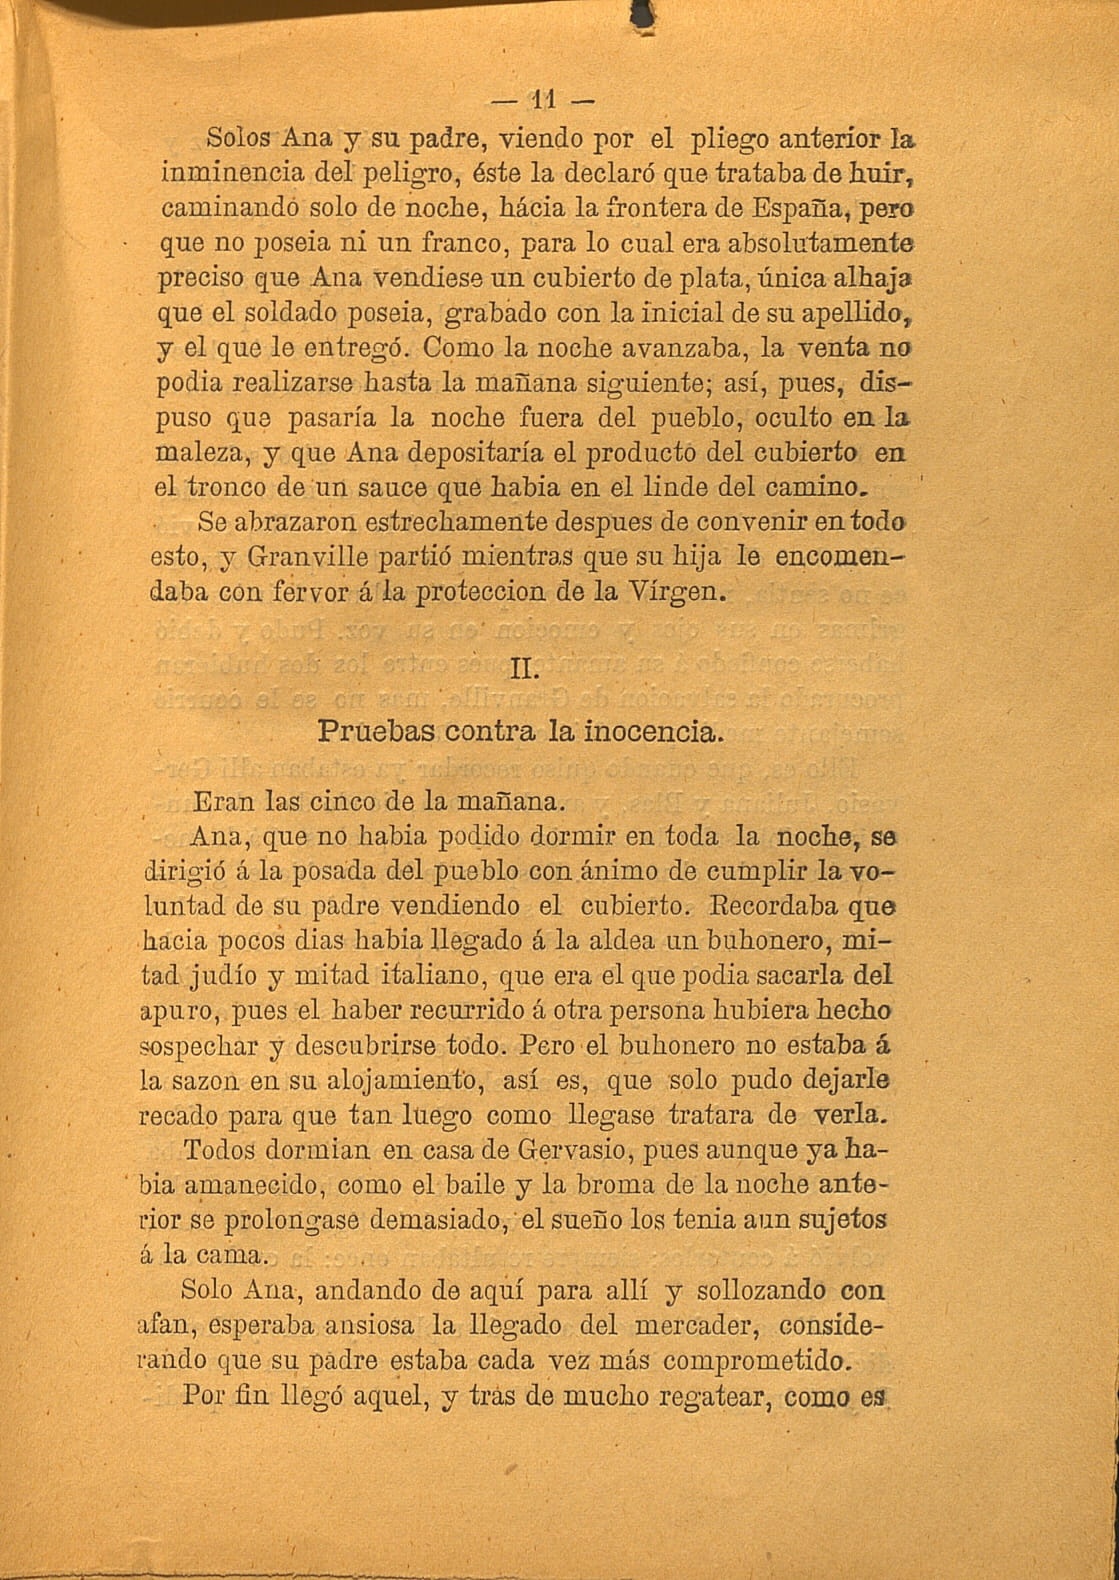 — 11 —
Solos Ana y su padre, viendo por el pliego anterior la
inminencia del peligro, éste la declaró que trataba de huir,
caminando solo de noche, hácia la frontera de España, pero
que no poseia ni un franco, para lo cual era absolutamente
preciso que Ana vendiese un cubierto de plata, única alhaja
que el soldado poseia, grabado con la inicial de su apellido,
y el que le entregó. Como la noche avanzaba, la venta no
podia realizarse hasta la mañana siguiente; así, pues, dis-
puso que pasaría la noche fuera del pueblo, oculto en la
maleza, y que Ana depositaría el producto del cubierto en
el tronco de un sauce que habia en el linde del camino.
Se abrazaron estrechamente despues de convenir en todo
esto, y Granville partió mientras que su hija le encomen-
daba con fervor á la proteccion de la Vírgen.
II.
Pruebas contra la inocencia.
Eran las cinco de la mañana.
Ana, que no habia podido dormir en toda la noche, se
dirigió á la posada del pueblo con ánimo de cumplir la vo-
luntad de su padre vendiendo el cubierto. Recordaba que
hacia pocos dias habia llegado á la aldea un buhonero, mi-
tad judío y mitad italiano, que era el que podia sacarla del
apuro, pues el haber recurrido á otra persona hubiera hecho
sospechar y descubrirse todo. Pero el buhonero no estaba á
la sazon en su alojamiento, así es, que solo pudo dejarle
recado para que tan luego como llegase tratara de verla.
Todos dormian en casa de Gervasio, pues aunque ya ha-
bia amanecido, como el baile y la broma de la noche ante-
rior se prolongase demasiado, el sueño los tenia aun sujetos
á la cama.
Solo Ana, andando de aquí para allí y sollozando con
afan, esperaba ansiosa la llegado del mercader, conside-
rando que su padre estaba cada vez más comprometido.
Por fin llegó aquel, y tras de mucho regatear, como es